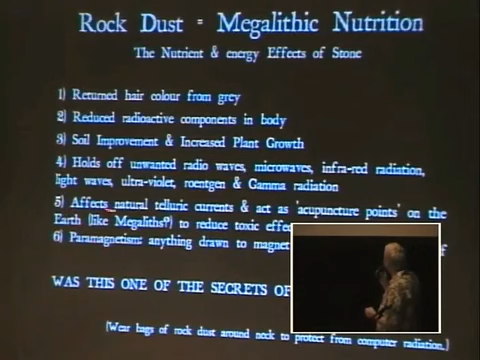 Rock Dust = Megalithic Nutrition
The Nutrient & energy Effects of Stone
1) Returned hair colour from grey
2) Reduced radioactive components in body
3) Soil Improvement & Increased Plant Growth
4) Holds off unwanted radio waves, microwaves, infra-red radiation,
light waves, ultra-violet, roentgen & Gamma radiation
5) Affects natural telluric currents & act as 'acupuncture points' on the
Earth (like Megaliths?) to reduce toxic
6) Paramagnetism: anything drawn to magnet of
WAS THIS ONE OF THE SECRETS OF
(Wear bags of rock dust around neck to protect from computer radiation.)